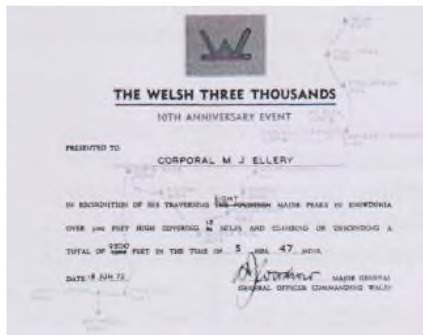 THE WELSH THREE THOUSANDS
10TH ANNIVERSARY EVENT
PRESENTED TO
CORPORAL M J ELLERY
EIGHT
IN RECOGNITION OF HIS TRAVERSING THE FOURTEEN MAJOR PEAKS IN SNOWDONIA
OVER FEET HIGH COVERING MILES AND CLIMBING OR DESCENDING A
TOTAL OF FEET IN THE TIME OF 5 HRS 47 MINS
DATE 18 JUN 72 MAJOR GENERAL
GENERAL OFFICER COMMANDING WALES